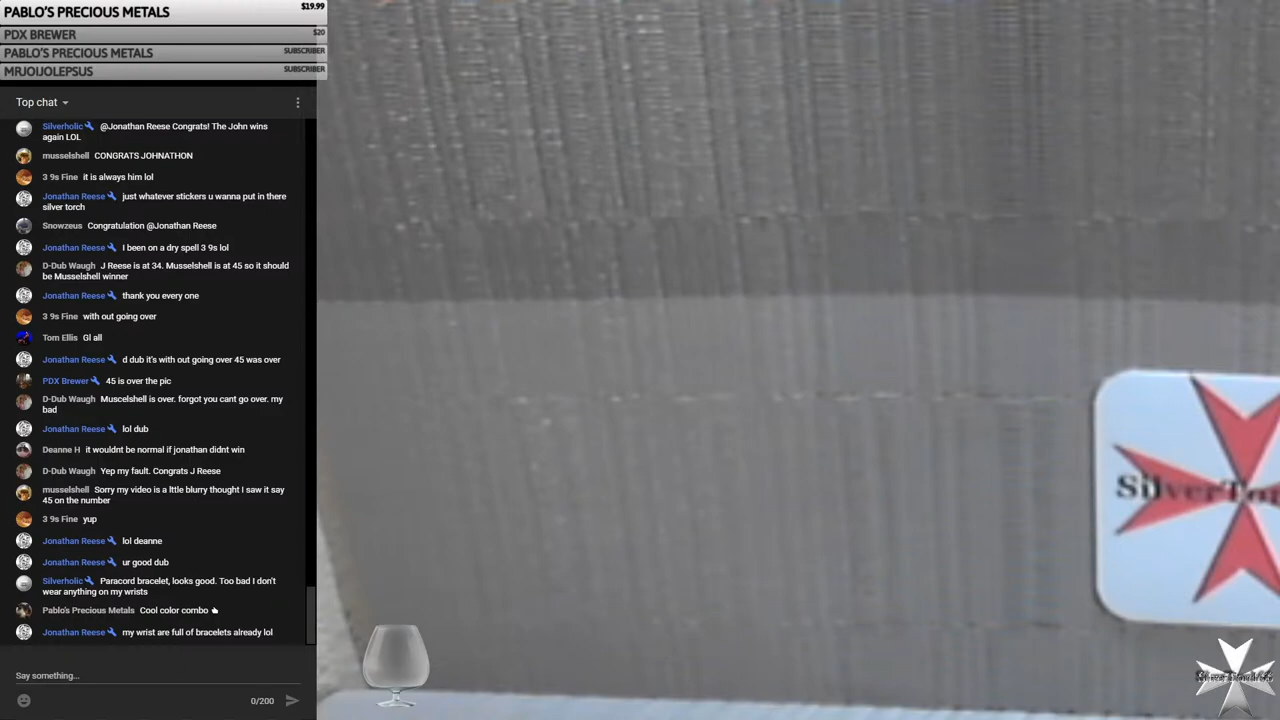 PABLO'S PRECIOUS METALS $19.99
PDX BREWER $20
PABLO'S PRECIOUS METALS SUBSCRIBER
MRJOIJOLEPSUS SUBSCRIBER
Top chat
Silverholic @Jonathan Reese Congrats! The John wins
again LOL
musselshell CONGRATS JOHNATHON
3 9s Fine it is always him lol
Jonathan Reese just whatever stickers u wanna put in there
silver torch
Snowzeus Congratulation @Jonathan Reese
Jonathan Reese I been on a dry spell 3 9s lol
D-Dub Waugh J Reese is at 34. Musselshell is at 45 so it should
be Musselshell winner
Jonathan Reese thank you every one
3 9s Fine with out going over
Tom Ellis Gl all
Jonathan Reese d dub it's with out going over 45 was over
PDX Brewer 45 is over the pic
D-Dub Waugh Muscelshell is over. forgot you cant go over. my
bad
Jonathan Reese lol dub
Deanne H it wouldnt be normal if jonathan didnt win
D-Dub Waugh Yep my fault. Congrats J Reese
musselshell Sorry my video is a lttle blurry thought I saw it say
45 on the number
3 9s Fine yup
Jonathan Reese lol deanne
Jonathan Reese ur good dub
Silverholic Paracord bracelet, looks good. Too bad I don't
wear anything on my wrists
Pablo's Precious Metals Cool color combo
Jonathan Reese my wrist are full of bracelets already lol
Say something...
0/200
SilverTor